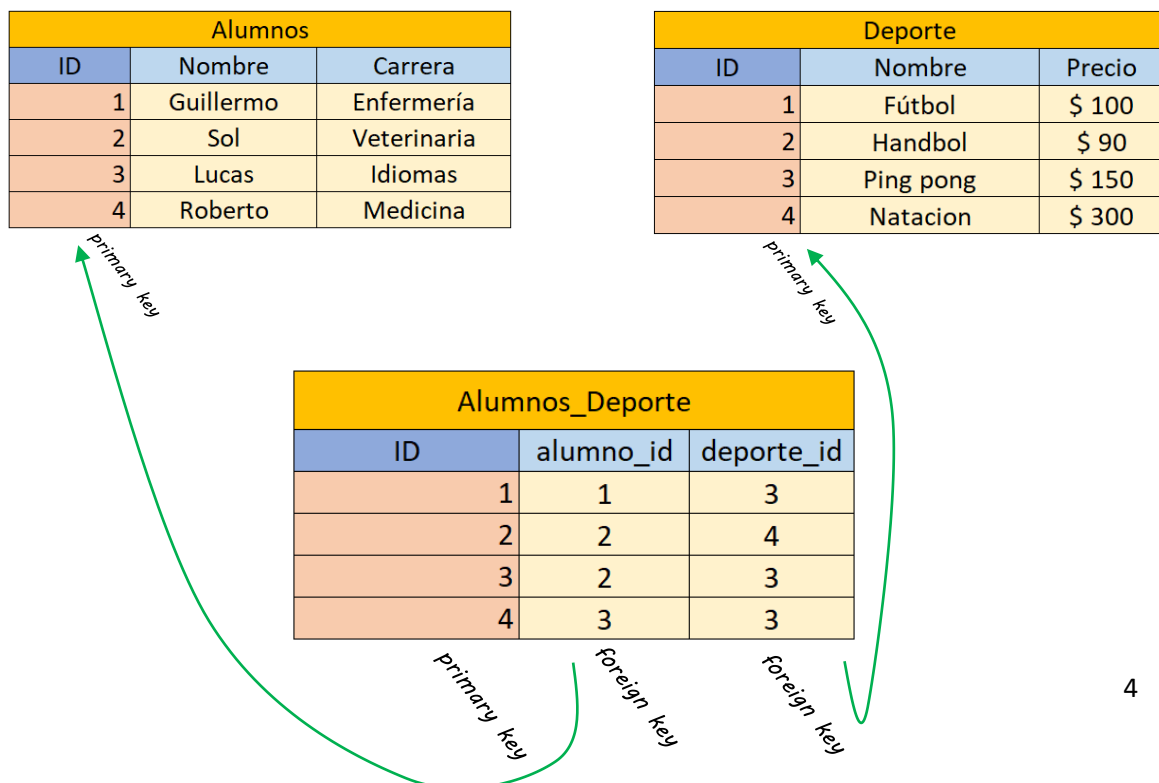 Alumnos
ID Nombre Carrera
1 Guillermo Enfermería
2 Sol Veterinaria
3 Lucas Idiomas
4 Roberto Medicina
primary key
Deporte
ID Nombre Precio
1 Fútbol $ 100
2 Handbol $ 90
3 Ping pong $ 150
4 Natacion $ 300
primary key
Alumnos_Deporte
ID alumno_id deporte_id
1 1 3
2 2 4
3 2 3
4 3 3
primary key
foreign key
foreign key
4